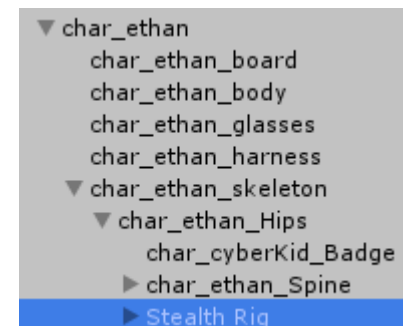 char_ethan
char_ethan_board
char_ethan_body
char_ethan_glasses
char_ethan_harness
char_ethan_skeleton
char_ethan_Hips
char_cyberKid_Badge
char_ethan_Spine
Stealth Rig